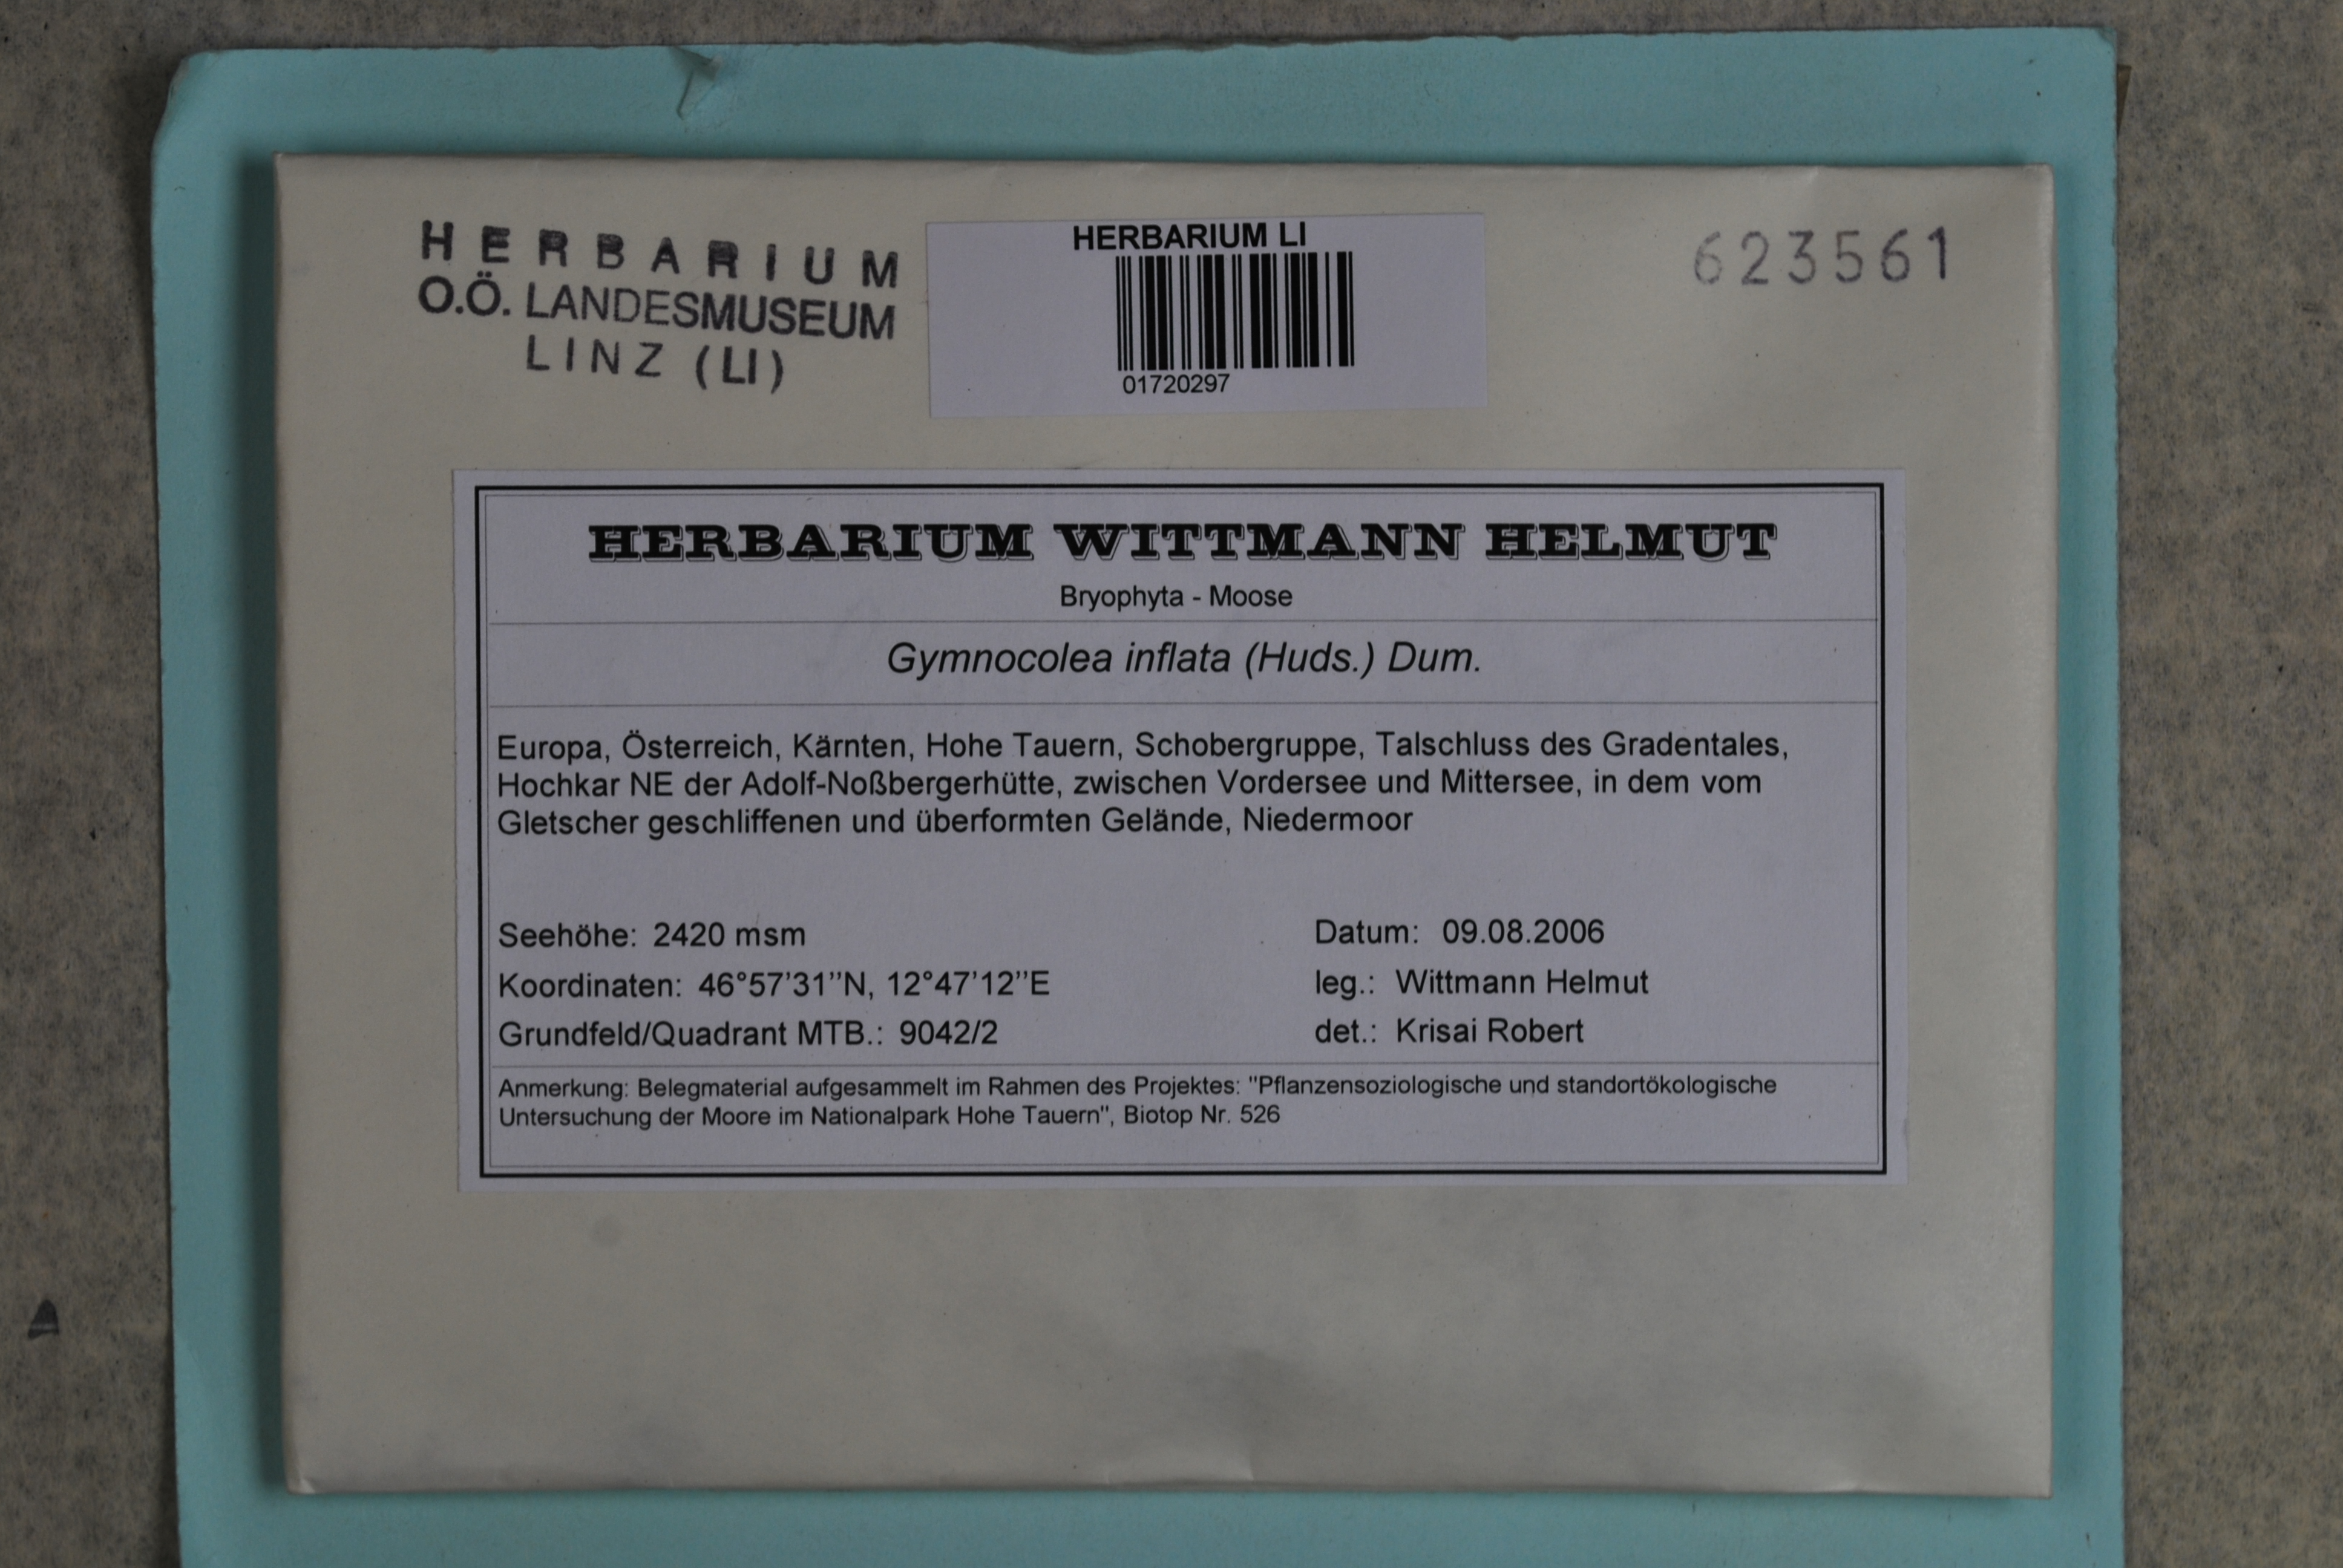 HERBARIUM
O.Ö. LANDESMUSEUM
LINZ (LI)
HERBARIUM LI
01720297
623561
HERBARIUM WITTMANN HELMUT
Bryophyta - Moose
Gymnocolea inflata (Huds.) Dum.
Europa, Österreich, Kärnten, Hohe Tauern, Schobergruppe, Talschluss des Gradentales,
Hochkar NE der Adolf-Noßbergerhütte, zwischen Vordersee und Mittersee, in dem vom
Gletscher geschliffenen und überformten Gelände, Niedermoor
Seehöhe: 2420 msm
Datum: 09.08.2006
Koordinaten: 46°57’31’’N, 12°47’12’’E
leg.: Wittmann Helmut
Grundfeld/Quadrant MTB.: 9042/2
det.: Krisai Robert
Anmerkung: Belegmaterial aufgesammelt im Rahmen des Projektes: "Pflanzensoziologische und standortökologische
Untersuchung der Moore im Nationalpark Hohe Tauern", Biotop Nr. 526